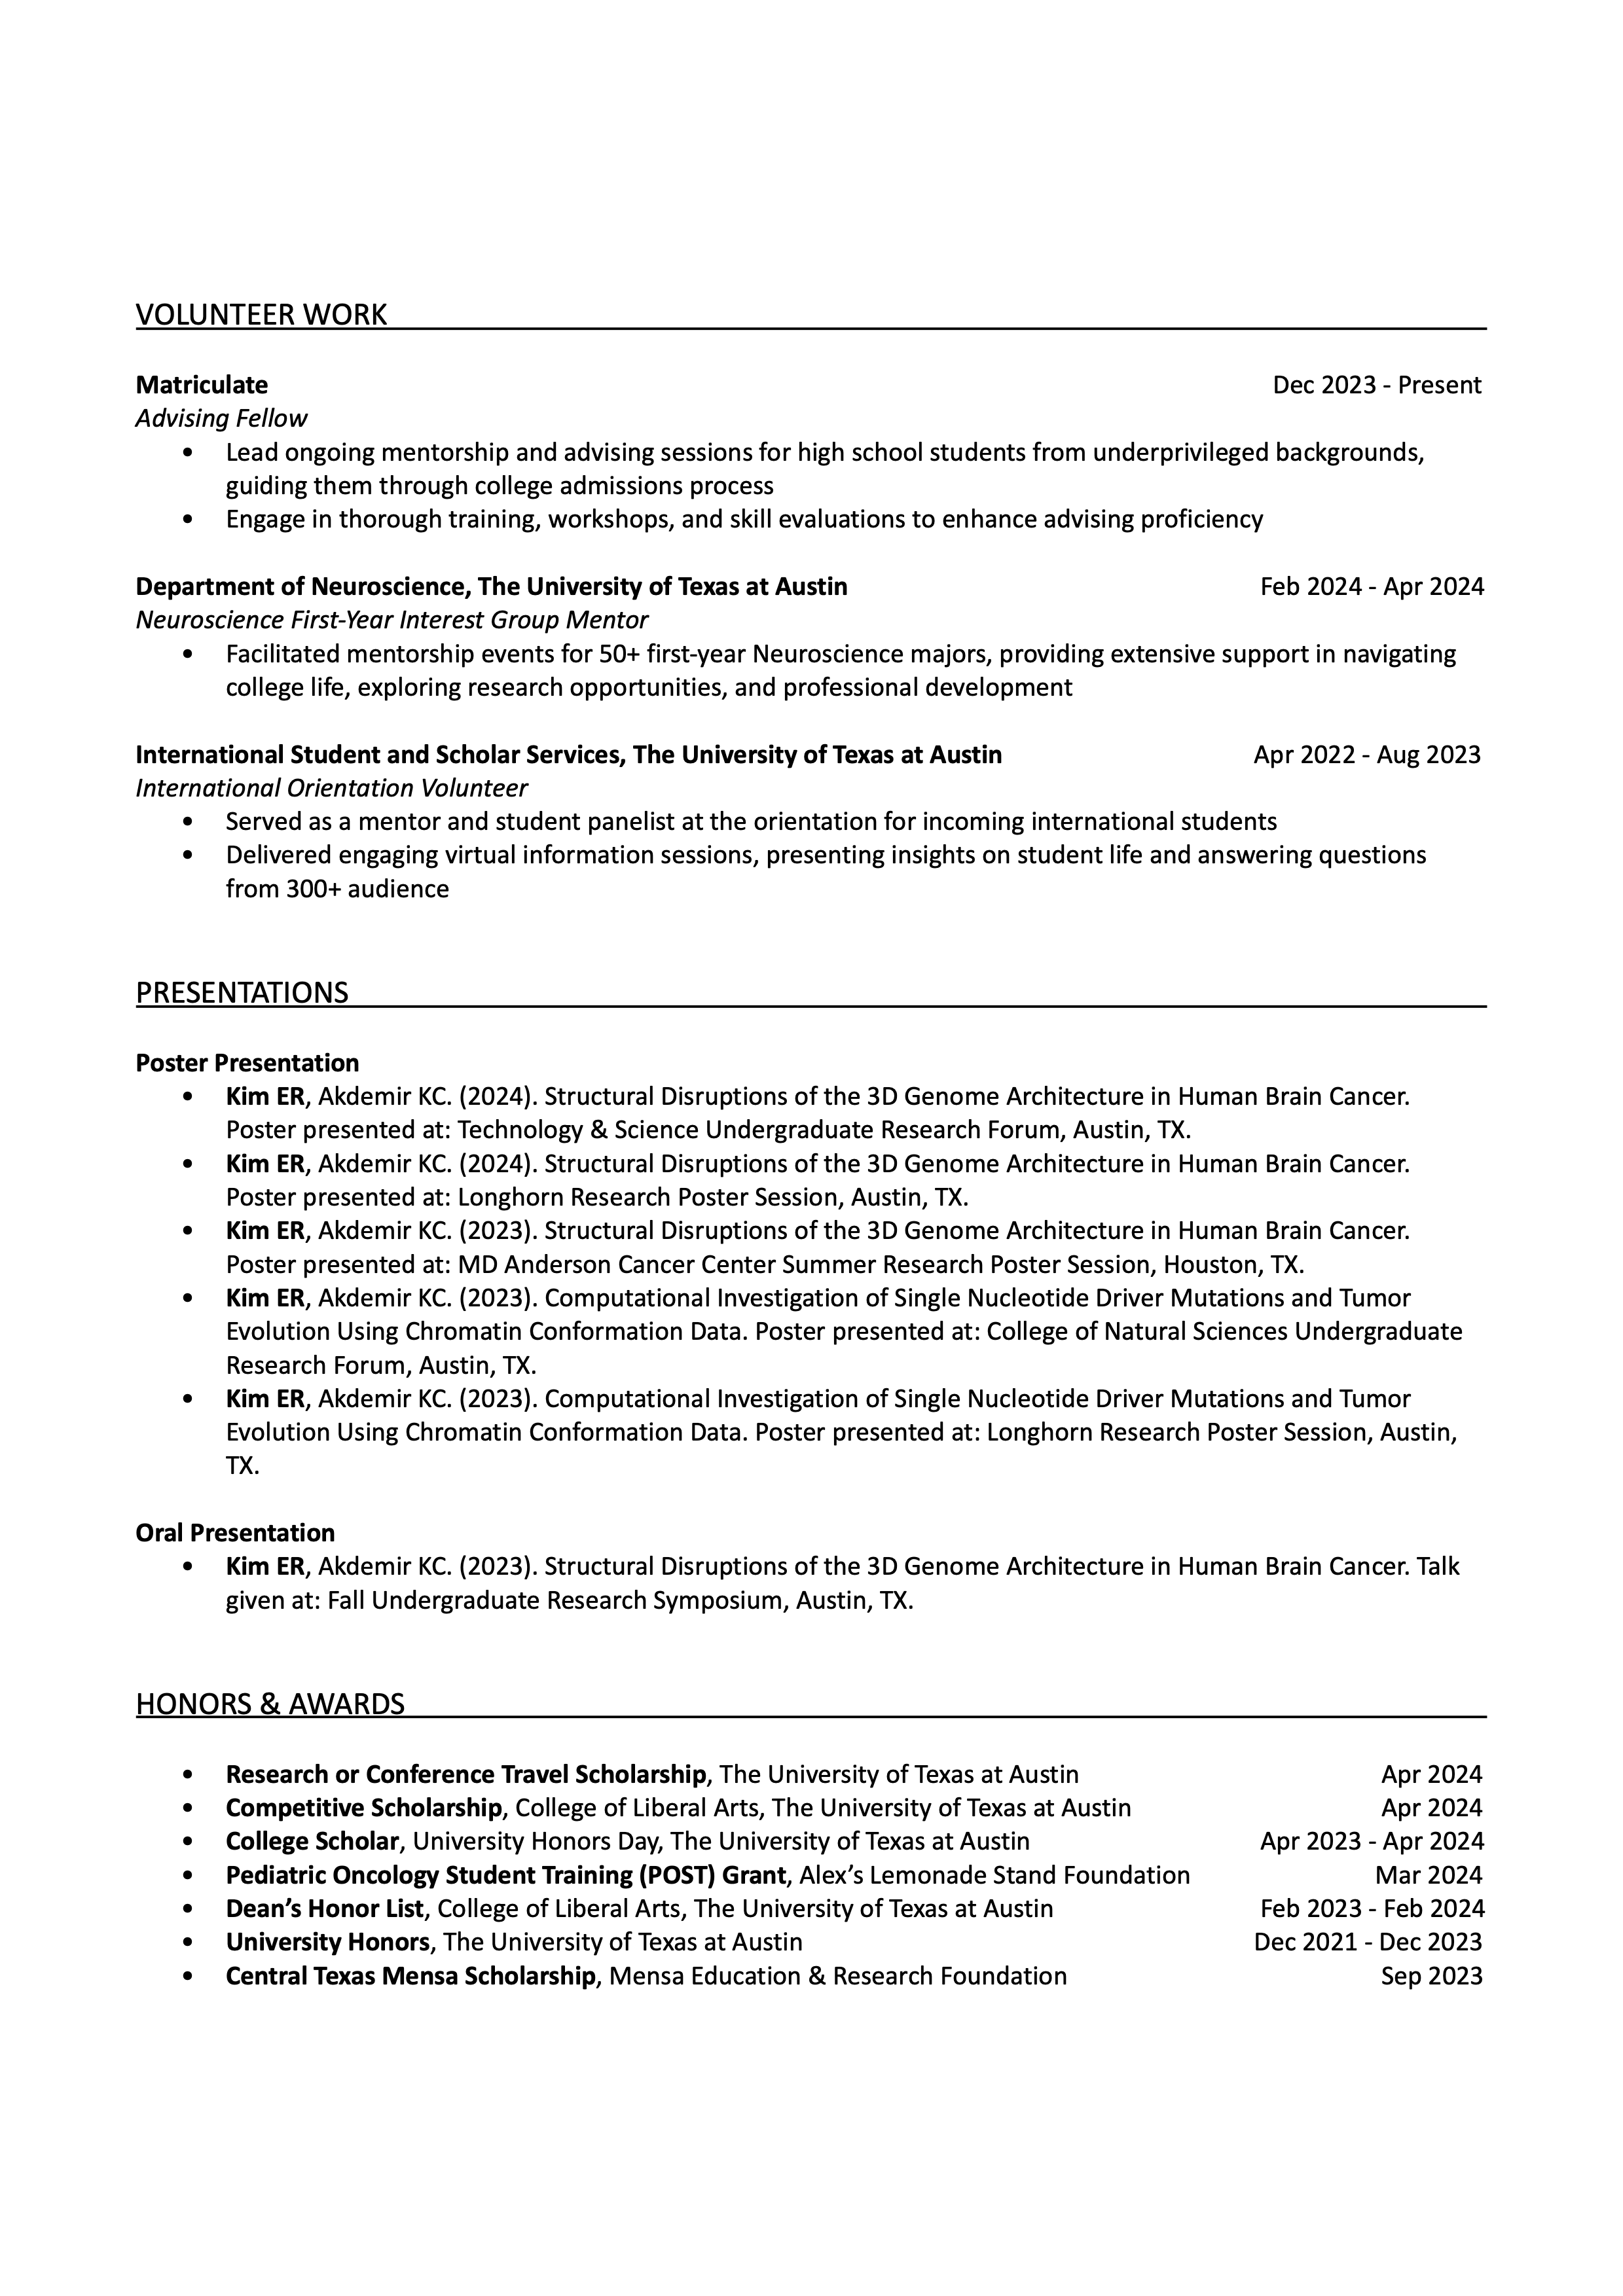 VOLUNTEER WORK
Matriculate Dec 2023 - Present
Advising Fellow
• Lead ongoing mentorship and advising sessions for high school students from underprivileged backgrounds,
guiding them through college admissions process
• Engage in thorough training, workshops, and skill evaluations to enhance advising proficiency
Department of Neuroscience, The University of Texas at Austin Feb 2024 - Apr 2024
Neuroscience First-Year Interest Group Mentor
• Facilitated mentorship events for 50+ first-year Neuroscience majors, providing extensive support in navigating
college life, exploring research opportunities, and professional development
International Student and Scholar Services, The University of Texas at Austin Apr 2022 - Aug 2023
International Orientation Volunteer
• Served as a mentor and student panelist at the orientation for incoming international students
• Delivered engaging virtual information sessions, presenting insights on student life and answering questions
from 300+ audience
PRESENTATIONS
Poster Presentation
• Kim ER, Akdemir KC. (2024). Structural Disruptions of the 3D Genome Architecture in Human Brain Cancer.
Poster presented at: Technology & Science Undergraduate Research Forum, Austin, TX.
• Kim ER, Akdemir KC. (2024). Structural Disruptions of the 3D Genome Architecture in Human Brain Cancer.
Poster presented at: Longhorn Research Poster Session, Austin, TX.
• Kim ER, Akdemir KC. (2023). Structural Disruptions of the 3D Genome Architecture in Human Brain Cancer.
Poster presented at: MD Anderson Cancer Center Summer Research Poster Session, Houston, TX.
• Kim ER, Akdemir KC. (2023). Computational Investigation of Single Nucleotide Driver Mutations and Tumor
Evolution Using Chromatin Conformation Data. Poster presented at: College of Natural Sciences Undergraduate
Research Forum, Austin, TX.
• Kim ER, Akdemir KC. (2023). Computational Investigation of Single Nucleotide Driver Mutations and Tumor
Evolution Using Chromatin Conformation Data. Poster presented at: Longhorn Research Poster Session, Austin,
TX.
Oral Presentation
• Kim ER, Akdemir KC. (2023). Structural Disruptions of the 3D Genome Architecture in Human Brain Cancer. Talk
given at: Fall Undergraduate Research Symposium, Austin, TX.
HONORS & AWARDS
• Research or Conference Travel Scholarship, The University of Texas at Austin Apr 2024
• Competitive Scholarship, College of Liberal Arts, The University of Texas at Austin Apr 2024
• College Scholar, University Honors Day, The University of Texas at Austin Apr 2023 - Apr 2024
• Pediatric Oncology Student Training (POST) Grant, Alex’s Lemonade Stand Foundation Mar 2024
• Dean’s Honor List, College of Liberal Arts, The University of Texas at Austin Feb 2023 - Feb 2024
• University Honors, The University of Texas at Austin Dec 2021 - Dec 2023
• Central Texas Mensa Scholarship, Mensa Education & Research Foundation Sep 2023